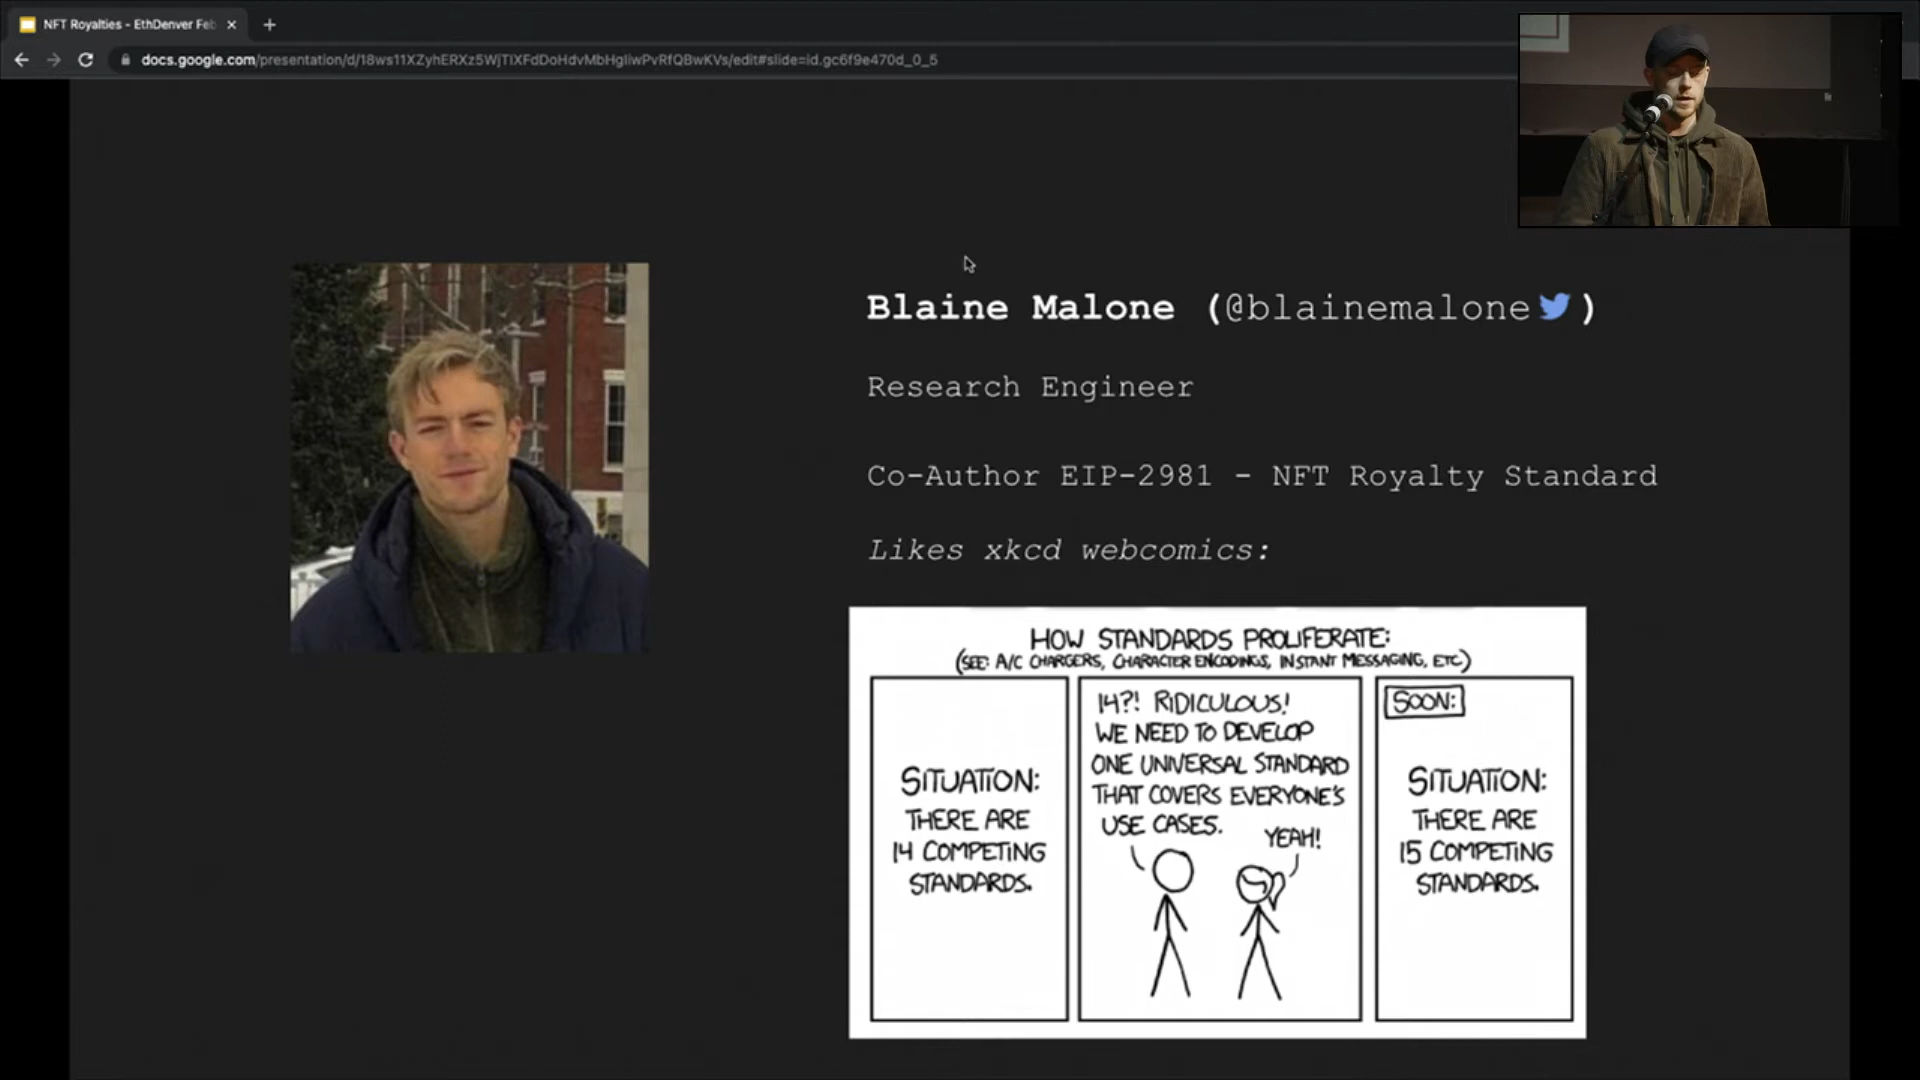 NFT Royalties - EthDenver Feb
docs.google.com/presentation/d/18ws11XZyhERXz5WjTIXFdDoHdvMbHgIiwPvRfQBwKVs/edit#slide=id.gc6f9e470d_0_5
Blaine Malone (@blainemalone)
Research Engineer
Co-Author EIP-2981 - NFT Royalty Standard
Likes xkcd webcomics:
HOW STANDARDS PROLIFERATE:
(SEE: A/C CHARGERS, CHARACTER ENCODINGS, INSTANT MESSAGING, ETC.)
SITUATION:
THERE ARE
14 COMPETING
STANDARDS.
14?! RIDICULOUS!
WE NEED TO DEVELOP
ONE UNIVERSAL STANDARD
THAT COVERS EVERYONE'S
USE CASES.
YEAH!
SOON:
SITUATION:
THERE ARE
15 COMPETING
STANDARDS.